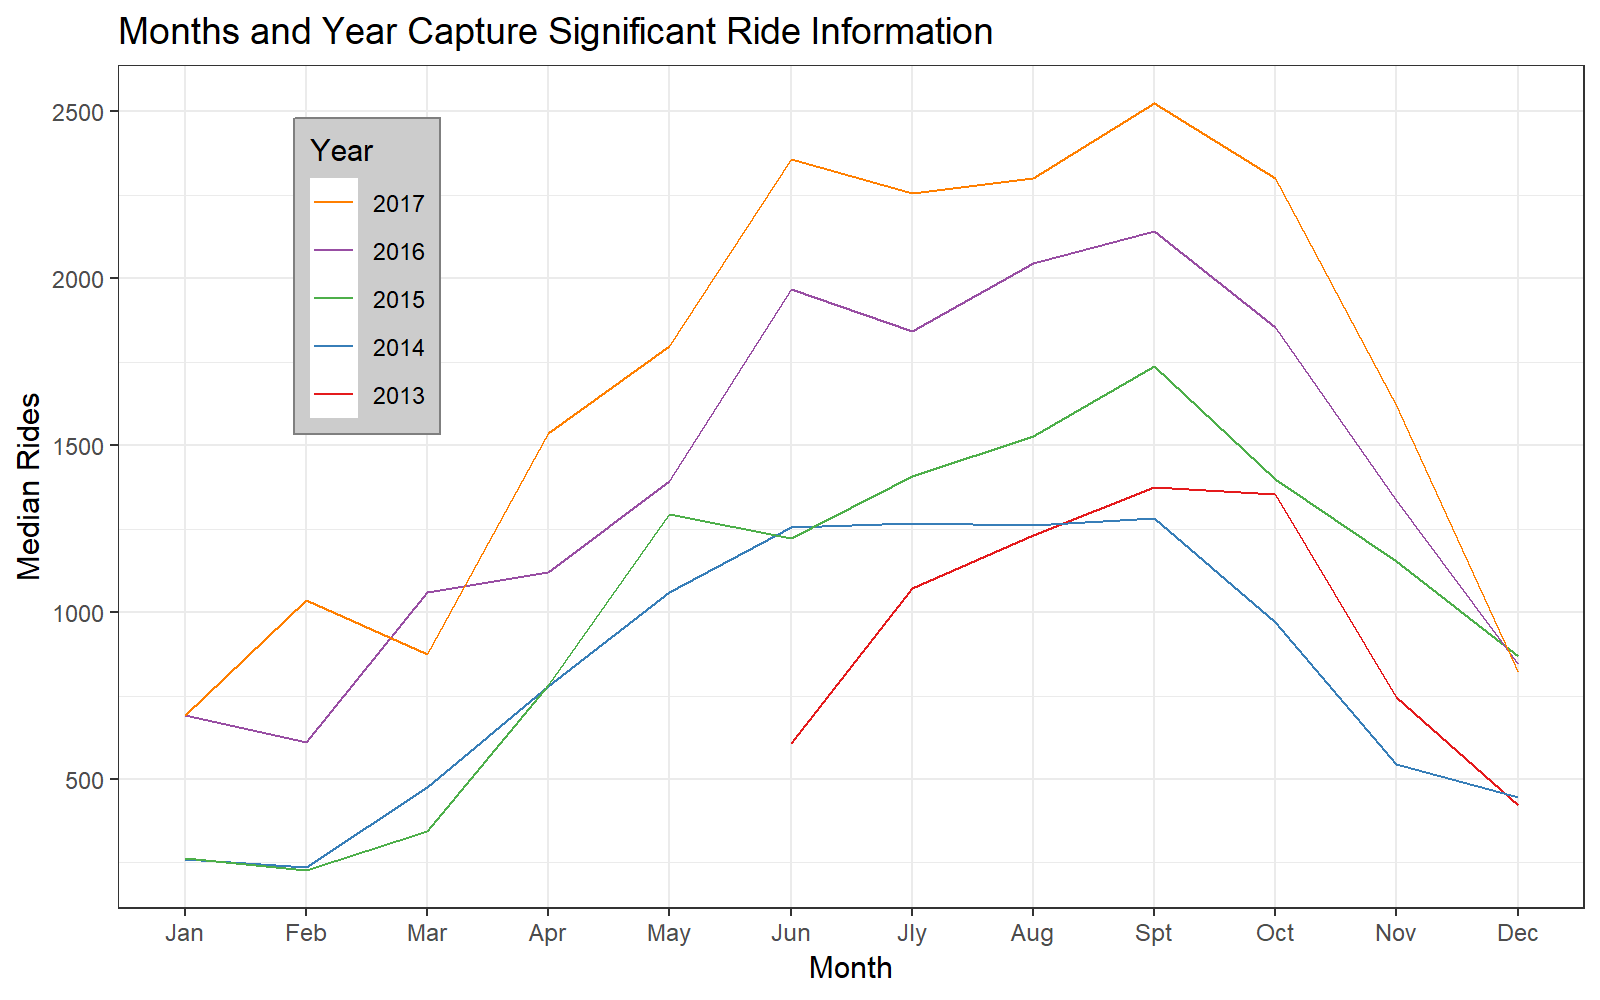 Months and Year Capture Significant Ride Information
Median Rides
2500
2000
1500
1000
500
Year
2017
2016
2015
2014
2013
Jan Feb Mar Apr May Jun Jly Aug Spt Oct Nov Dec
Month